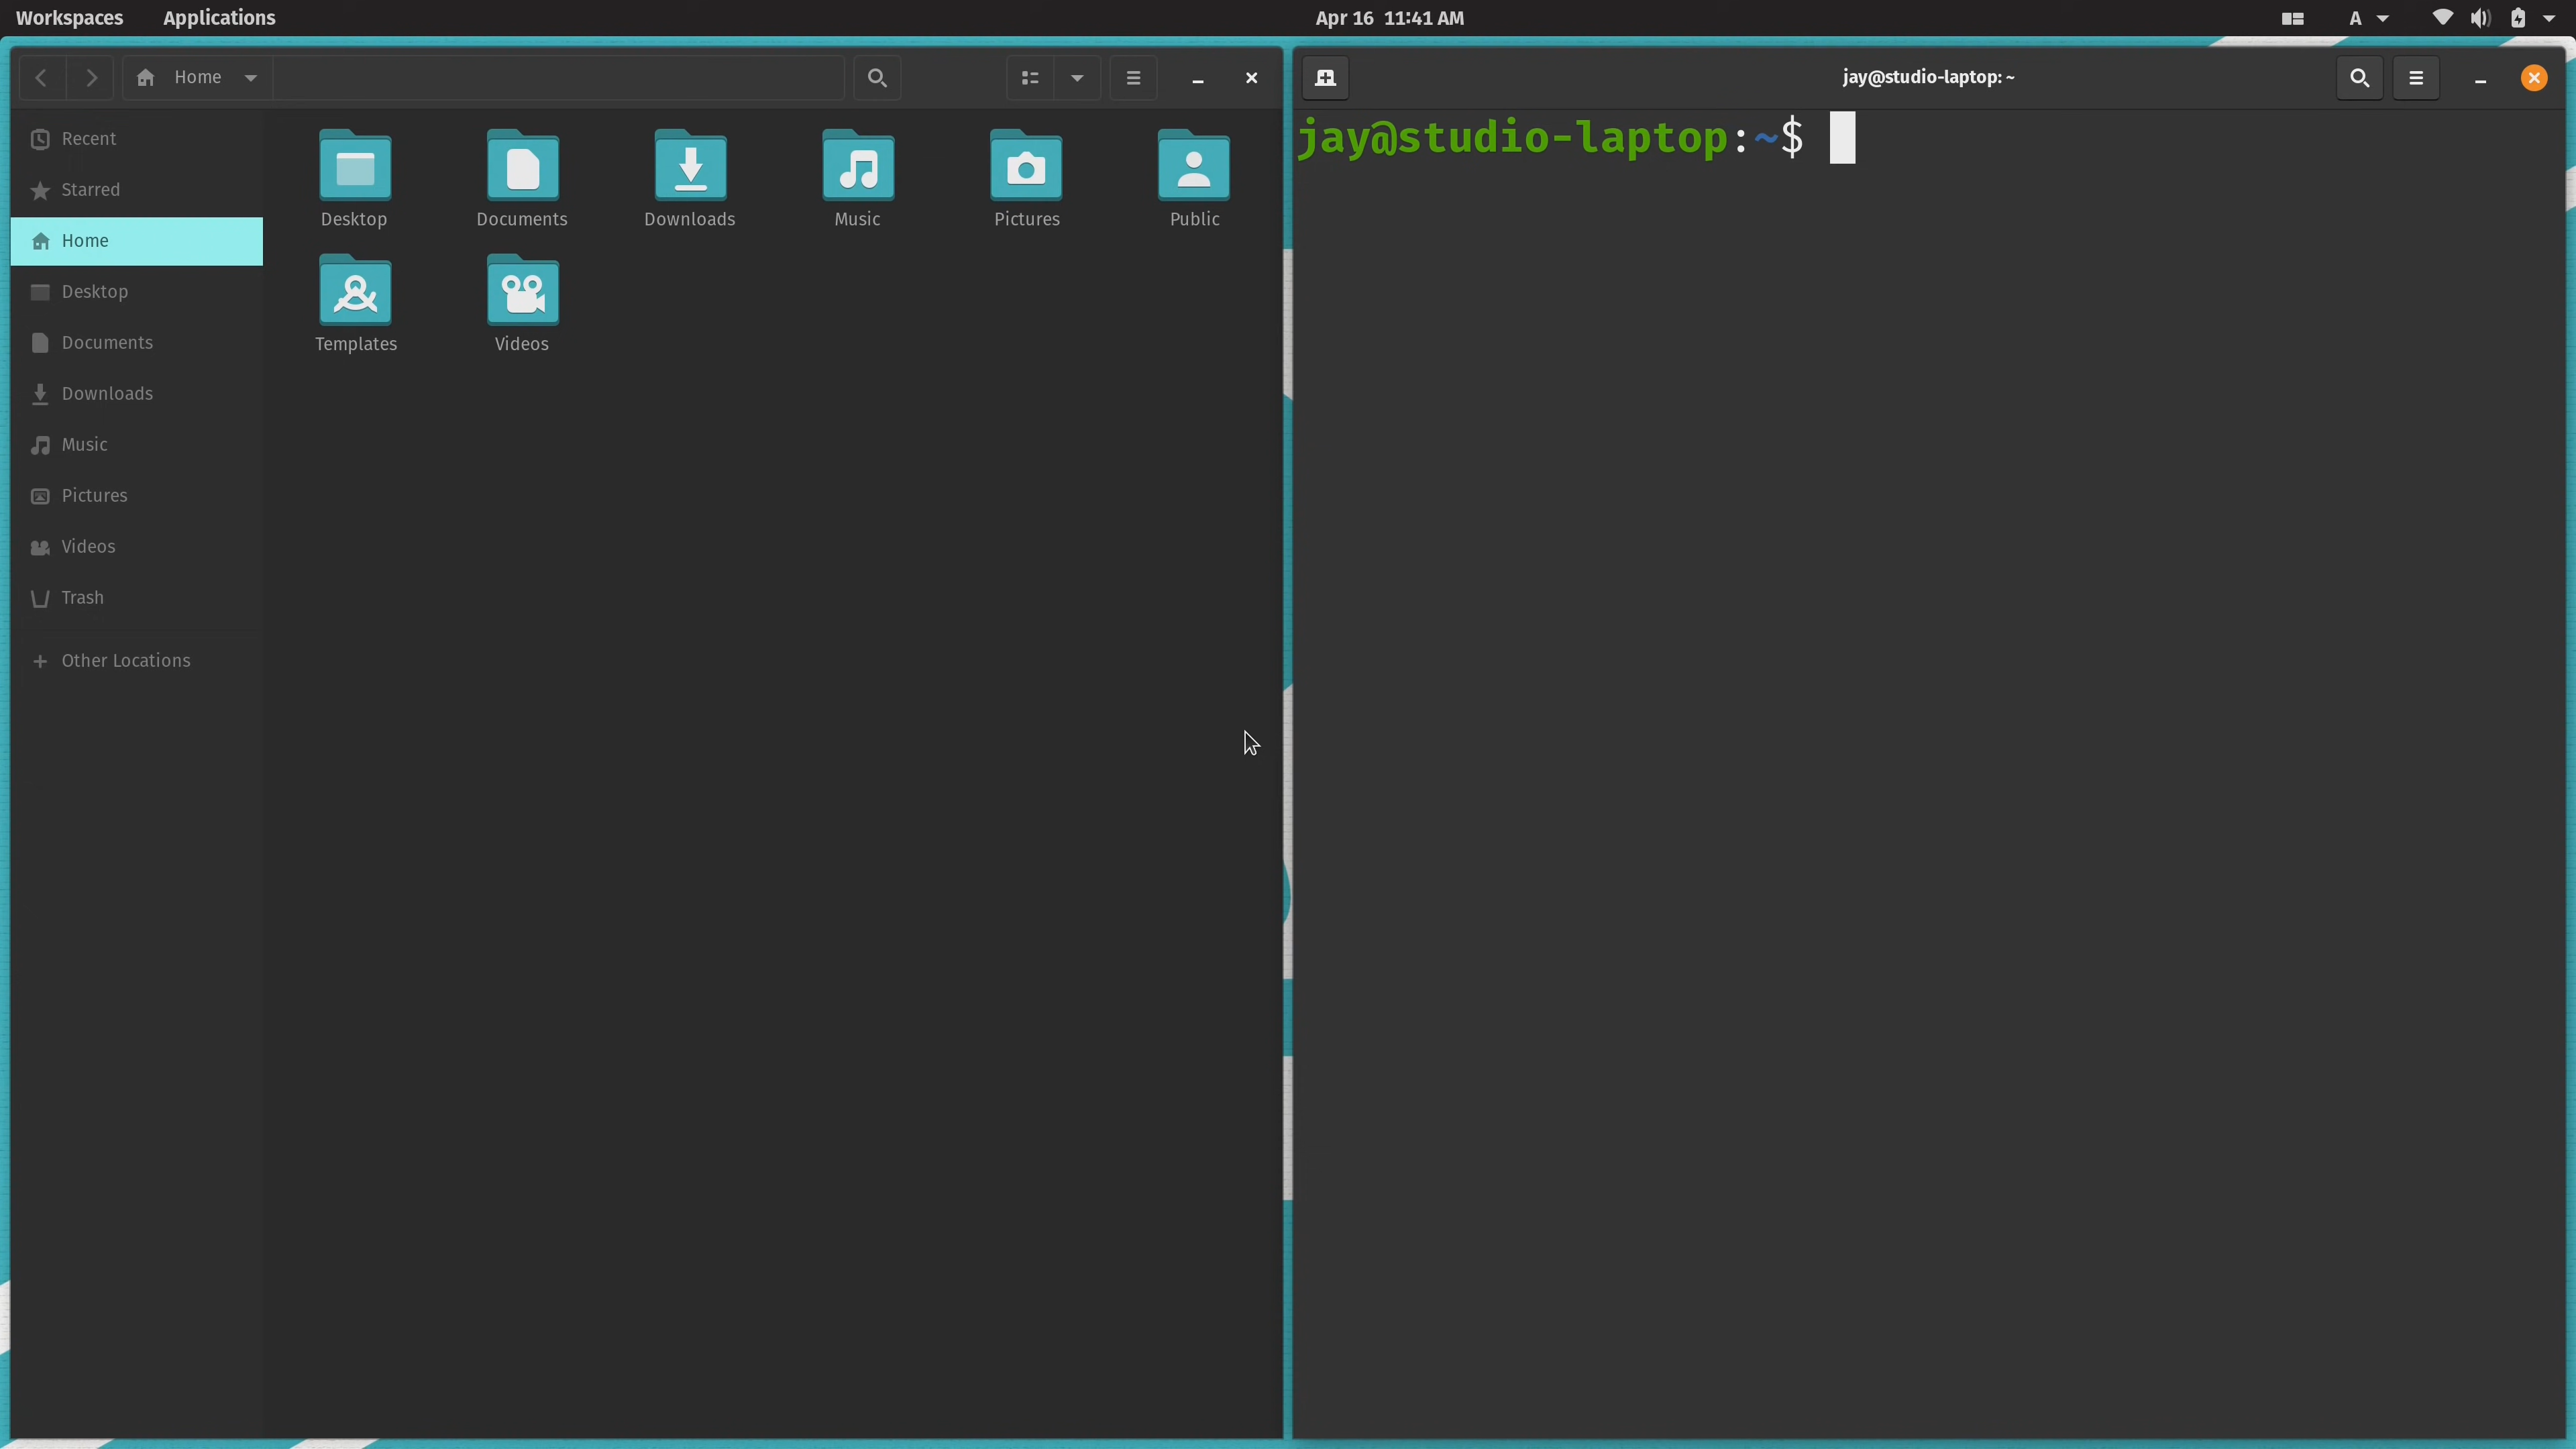 Workspaces Applications Apr 16 11:41 AM A
Home
jay@studio-laptop: ~
Recent
Starred
Home
Desktop
Documents
Downloads
Music
Pictures
Videos
Trash
Other Locations
Desktop Documents Downloads Music Pictures Public
Templates Videos
jay@studio-laptop:~$